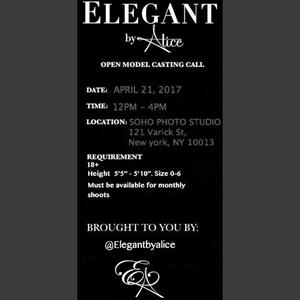 ELEGANT
by Alice
OPEN MODEL CASTING CALL
DATE: APRIL 21, 2017
TIME: 12PM – 4PM
LOCATION: SOHO PHOTO STUDIO
121 Varick St,
New york, NY 10013
REQUIREMENT
18+
Height 5'5" - 5'10". Size 0-6
Must be available for monthly
shoots
BROUGHT TO YOU BY:
@Elegantbyalice
EA